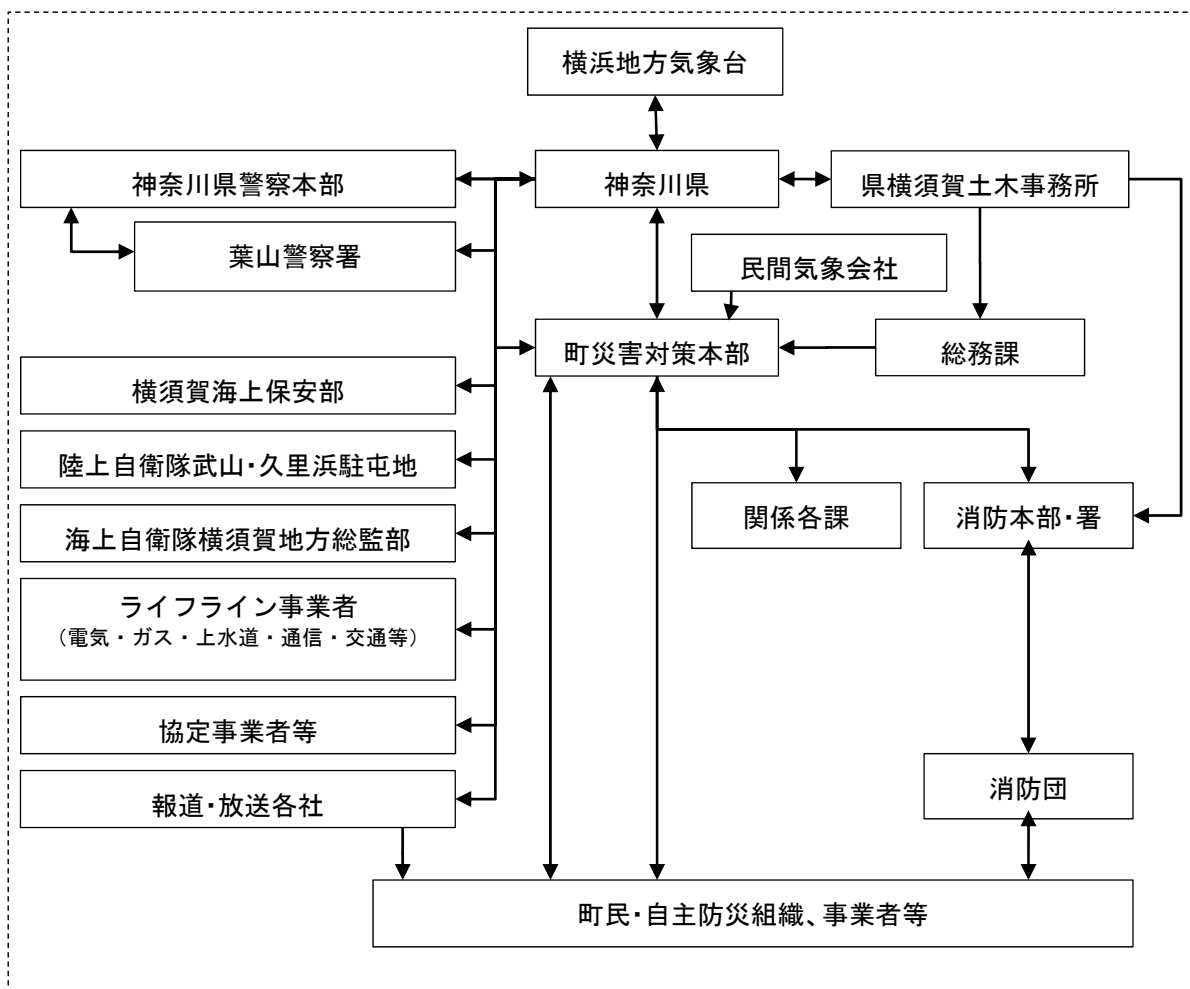 横浜地方気象台
神奈川県警察本部
神奈川県
県横須賀土木事務所
葉山警察署
民間気象会社
町災害対策本部
総務課
横須賀海上保安部
陸上自衛隊武山・久里浜駐屯地
関係各課
消防本部・署
海上自衛隊横須賀地方総監部
ライフライン事業者
（電気・ガス・上水道・通信・交通等）
協定事業者等
消防団
報道・放送各社
町民・自主防災組織、事業者等